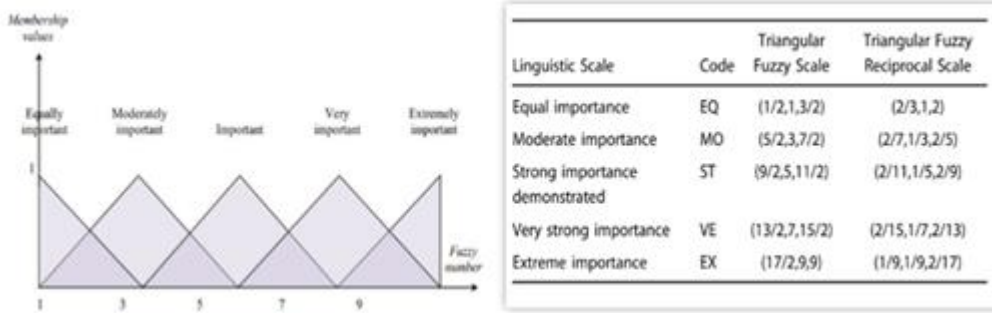 Membership
values
Equally
important
Moderately
important
Important
Very
important
Extremely
important
1
Fuzzy
number
1 3 5 7 9
Triangular Triangular Fuzzy
Linguistic Scale Code Fuzzy Scale Reciprocal Scale
Equal importance EQ (1/2,1,3/2) (2/3,1,2)
Moderate importance MO (5/2,3,7/2) (2/7,1/3,2/5)
Strong importance ST (9/2,5,11/2) (2/11,1/5,2/9)
demonstrated
Very strong importance VE (13/2,7,15/2) (2/15,1/7,2/13)
Extreme importance EX (17/2,9,9) (1/9,1/9,2/17)